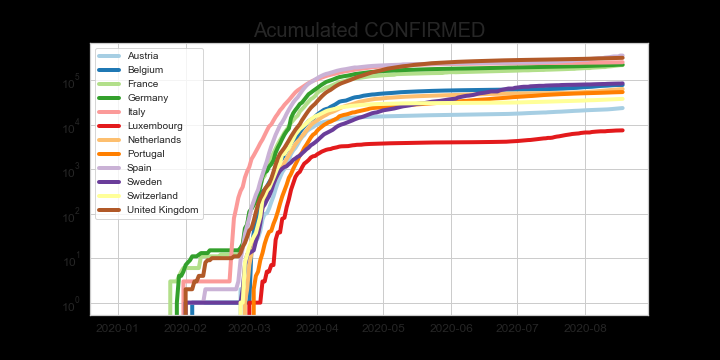 Acumulated CONFIRMED
Austria
Belgium
France
Germany
Italy
Luxembourg
Netherlands
Portugal
Spain
Sweden
Switzerland
United Kingdom
10^5
10^4
10^3
10^2
10^1
10^0
2020-01 2020-02 2020-03 2020-04 2020-05 2020-06 2020-07 2020-08